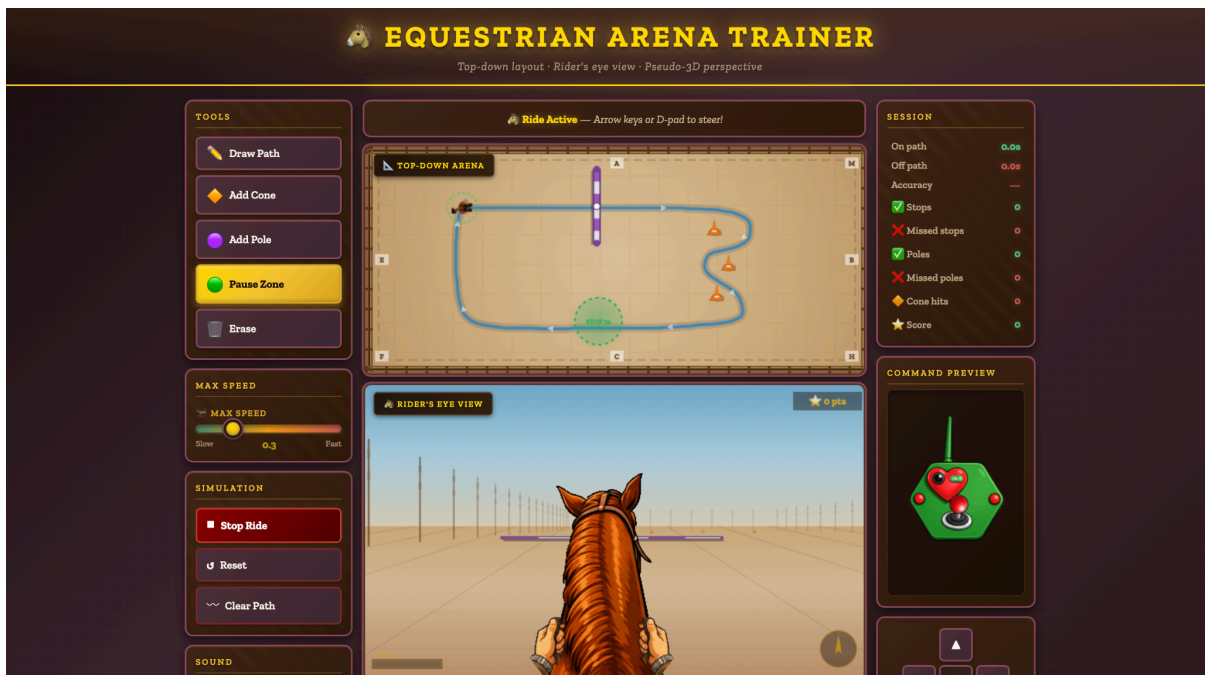 EQUESTRIAN ARENA TRAINER
Top-down layout · Rider's eye view · Pseudo-3D perspective
TOOLS
Draw Path
Add Cone
Add Pole
Pause Zone
Erase
MAX SPEED
MAX SPEED
Slow 0.3 Fast
SIMULATION
Stop Ride
Reset
Clear Path
SOUND
Ride Active — Arrow keys or D-pad to steer!
TOP-DOWN ARENA
A
M
E
B
F
C
H
RIDER'S EYE VIEW
0 pts
SESSION
On path 0.0s
Off path 0.0s
Accuracy —
Stops 0
Missed stops 0
Poles 0
Missed poles 0
Cone hits 0
Score 0
COMMAND PREVIEW